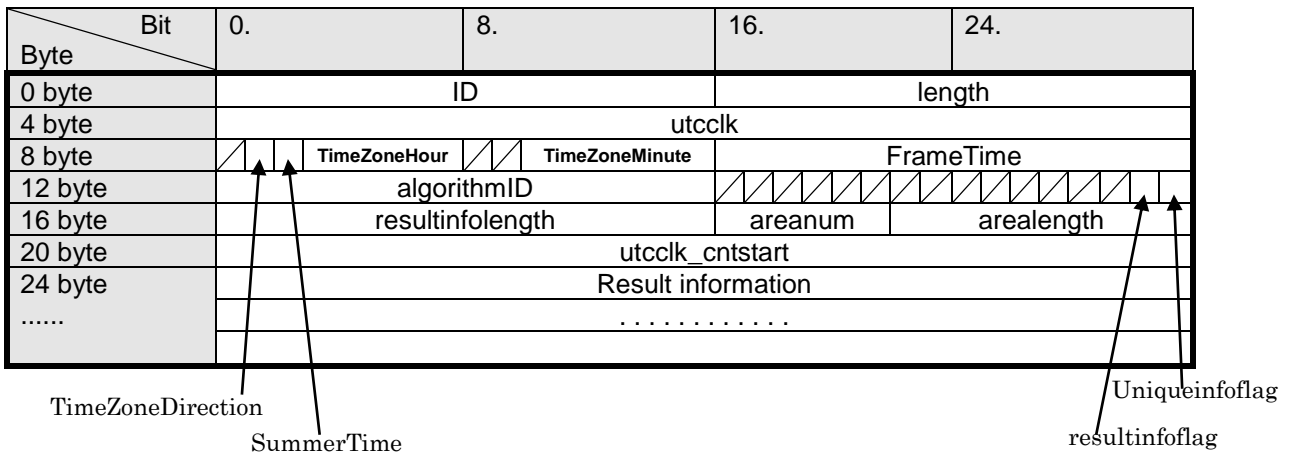 Bit 0. 8. 16. 24.
Byte
0 byte ID length
4 byte utcclk
8 byte TimeZoneHour TimeZoneMinute FrameTime
12 byte algorithmID
16 byte resultinfolength areanum arealength
20 byte utcclk_cntstart
24 byte Result information
...... . . . . . . . . . . . .
TimeZoneDirection Uniqueinfoflag
SummerTime resultinfoflag